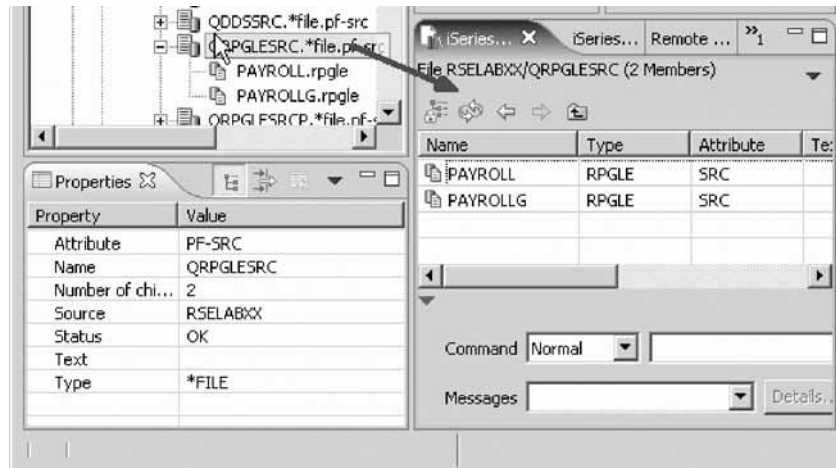 QDDSSRC.*file.pf-src
QRPGLESRC.*file.pf-src
PAYROLL.rpgle
PAYROLLG.rpgle
QRPGLESRCP.*file.pf-s
Properties
Property Value
Attribute PF-SRC
Name QRPGLESRC
Number of chi... 2
Source RSELABXX
Status OK
Text
Type *FILE
iSeries... iSeries... Remote ... »1
File RSELABXX/QRPGLESRC (2 Members)
Name Type Attribute Te:
PAYROLL RPGLE SRC
PAYROLLG RPGLE SRC
Command Normal
Messages Details..